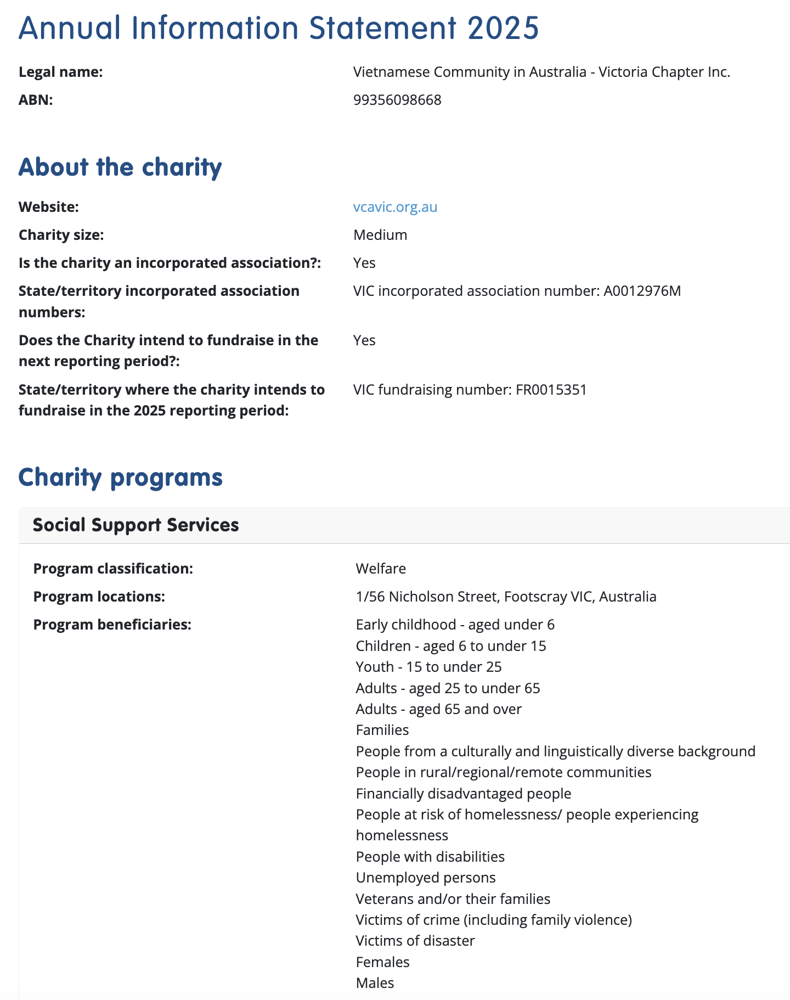 Annual Information Statement 2025
Legal name: Vietnamese Community in Australia - Victoria Chapter Inc.
ABN: 99356098668
About the charity
Website: vcavic.org.au
Charity size: Medium
Is the charity an incorporated association?: Yes
State/territory incorporated association VIC incorporated association number: A0012976M
numbers:
Does the Charity intend to fundraise in the Yes
next reporting period?:
State/territory where the charity intends to VIC fundraising number: FR0015351
fundraise in the 2025 reporting period:
Charity programs
Social Support Services
Program classification: Welfare
Program locations: 1/56 Nicholson Street, Footscray VIC, Australia
Program beneficiaries: Early childhood - aged under 6
Children - aged 6 to under 15
Youth - 15 to under 25
Adults - aged 25 to under 65
Adults - aged 65 and over
Families
People from a culturally and linguistically diverse background
People in rural/regional/remote communities
Financially disadvantaged people
People at risk of homelessness/ people experiencing
homelessness
People with disabilities
Unemployed persons
Veterans and/or their families
Victims of crime (including family violence)
Victims of disaster
Females
Males